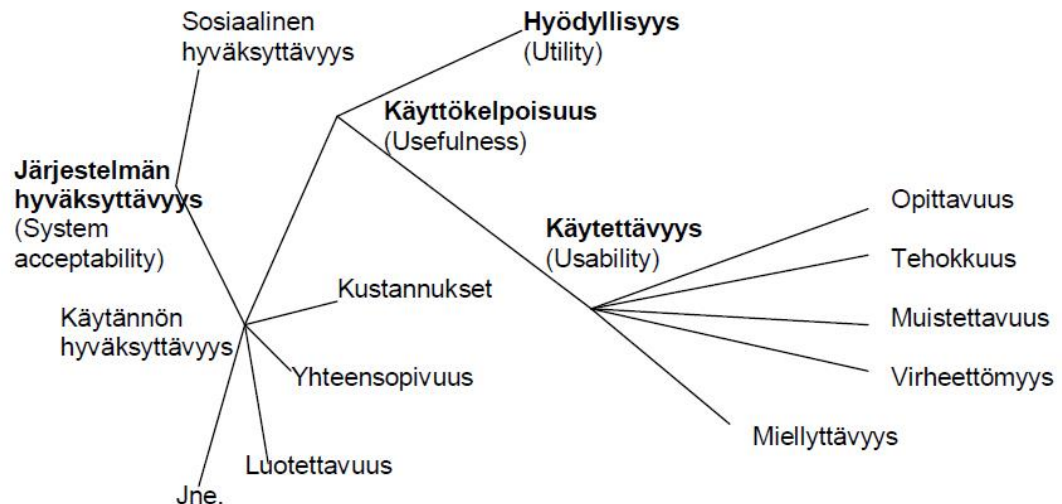 Sosiaalinen
hyväksyttävyys
Hyödyllisyys
(Utility)
Käyttökelpoisuus
(Usefulness)
Järjestelmän
hyväksyttävyys
(System
acceptability)
Käytettävyys
(Usability)
Opittavuus
Tehokkuus
Muistettavuus
Virheettömyys
Miellyttävyys
Käytännön
hyväksyttävyys
Kustannukset
Yhteensopivuus
Luotettavuus
Jne.